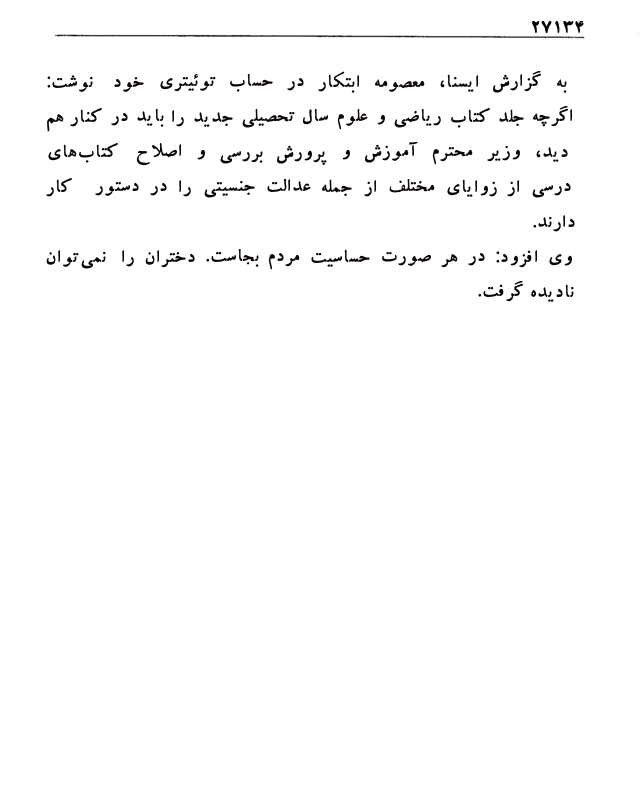 ۲۷۱۳۴
به گزارش ایسنا، معصومه ابتکار در حساب توئیتری خود نوشت:
اگرچه جلد کتاب ریاضی و علوم سال تحصیلی جدید را باید در کنار هم
دید، وزیر محترم آموزش و پرورش بررسی و اصلاح کتاب‌های
درسی از زوایای مختلف از جمله عدالت جنسیتی را در دستور کار
دارند.
وی افزود: در هر صورت حساسیت مردم بجاست. دختران را نمی‌توان
نادیده گرفت.